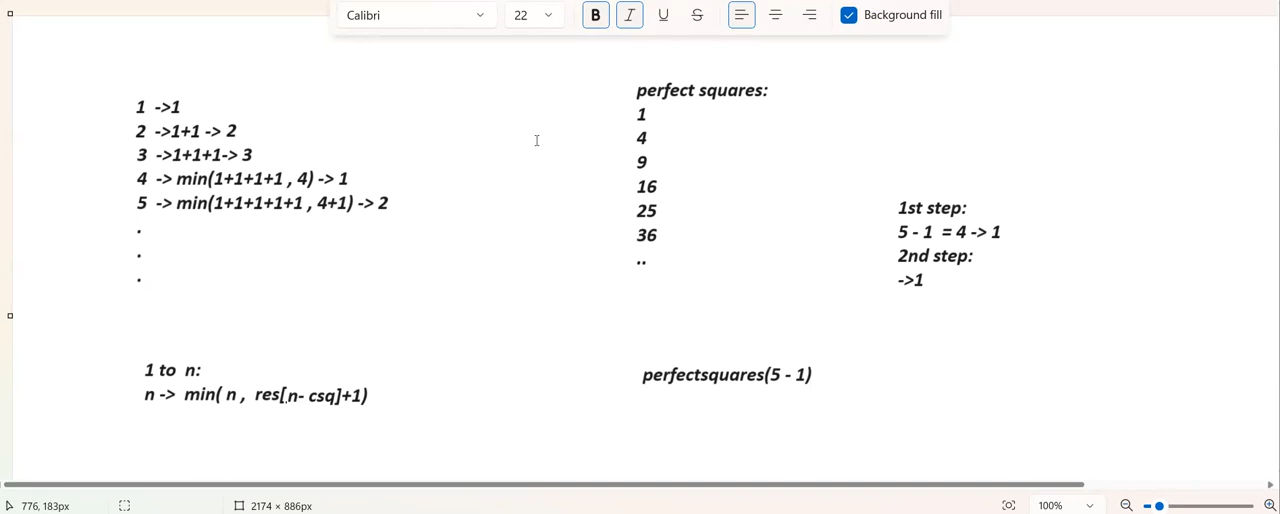 Calibri 22 B I U S Background fill
1 ->1
2 ->1+1 -> 2
3 ->1+1+1-> 3
4 -> min(1+1+1+1 , 4) -> 1
5 -> min(1+1+1+1+1 , 4+1) -> 2
.
.
.
perfect squares:
1
4
9
16
25
36
..
1st step:
5 - 1 = 4 -> 1
2nd step:
->1
1 to n:
n -> min( n , res[n- csq]+1)
perfectsquares(5 - 1)
776, 183px 2174 × 886px 100%